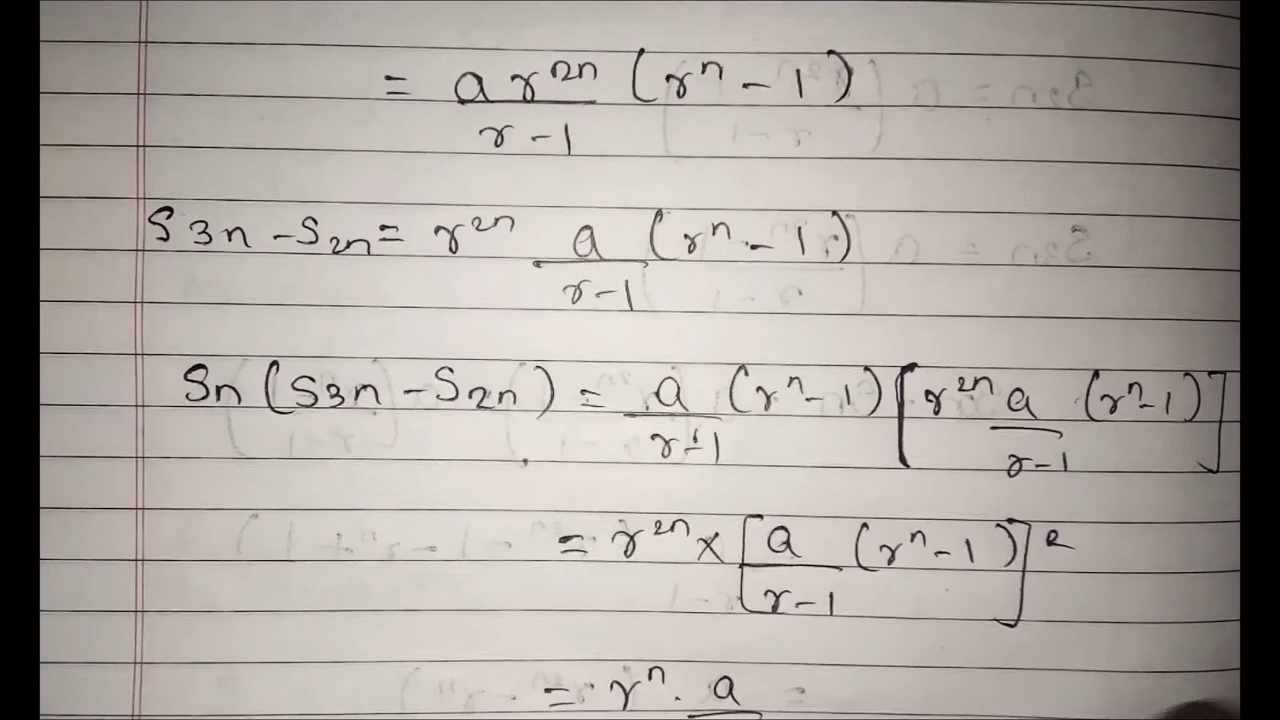 = a r^2n / r-1 (r^n - 1)
S3n - S2n = r^2n a / r-1 (r^n - 1)
Sn (S3n - S2n) = a / r-1 (r^n - 1) [r^2n a / r-1 (r^n - 1)]
= r^2n × [a / r-1 (r^n - 1)]^2
= r^n . a